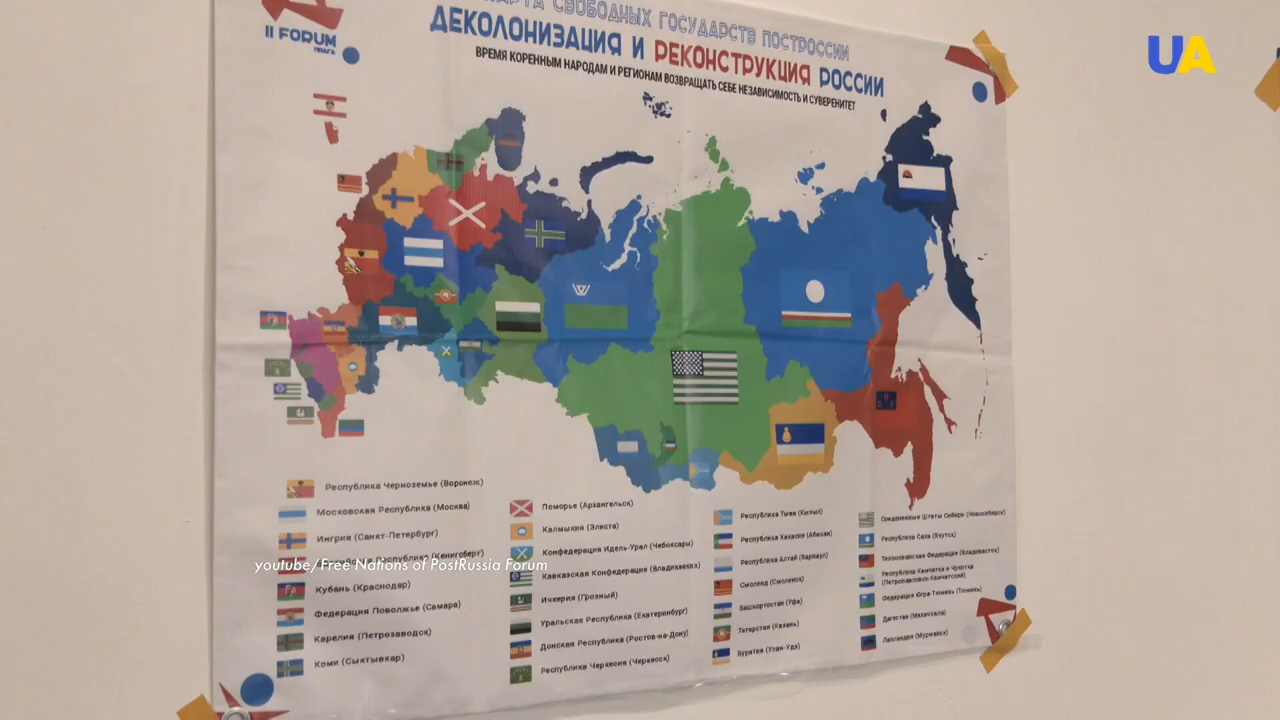 КАРТА СВОБОДНЫХ ГОСУДАРСТВ ПОСТРОССИИ
ДЕКОЛОНИЗАЦИЯ И РЕКОНСТРУКЦИЯ РОССИИ
ВРЕМЯ КОРЕННЫМ НАРОДАМ И РЕГИОНАМ ВОЗВРАЩАТЬ СЕБЕ НЕЗАВИСИМОСТЬ И СУВЕРЕНИТЕТ
II FORUM
ПРАГА
UA
Республика Черноземье (Воронеж)
Московская Республика (Москва)
Ингрия (Санкт-Петербург)
Республика (Кенигсберг)
youtube/Free Nations of PostRussia Forum
Кубань (Краснодар)
Федерация Поволжье (Самара)
Карелия (Петрозаводск)
Коми (Сыктывкар)
Поморье (Архангельск)
Калмыкия (Элиста)
Конфедерация Идель-Урал (Чебоксары)
Кавказская Конфедерация (Владикавказ)
Ичкерия (Грозный)
Уральская Республика (Екатеринбург)
Донская Республика (Ростов-на-Дону)
Республика Черкесия (Черкесск)
Республика Тыва (Кызыл)
Республика Хакасия (Абакан)
Республика Алтай (Барнаул)
Смоленд (Смоленск)
Башкортостан (Уфа)
Татарстан (Казань)
Бурятия (Улан-Удэ)
Соединенные Штаты Сибири (Новосибирск)
Республика Саха (Якутск)
Тихоокеанская Федерация (Владивосток)
Республика Камчатка и Чукотка
(Петропавловск-Камчатский)
Федерация Югра-Тюмень (Тюмень)
Дагестан (Махачкала)
Лапландия (Мурманск)